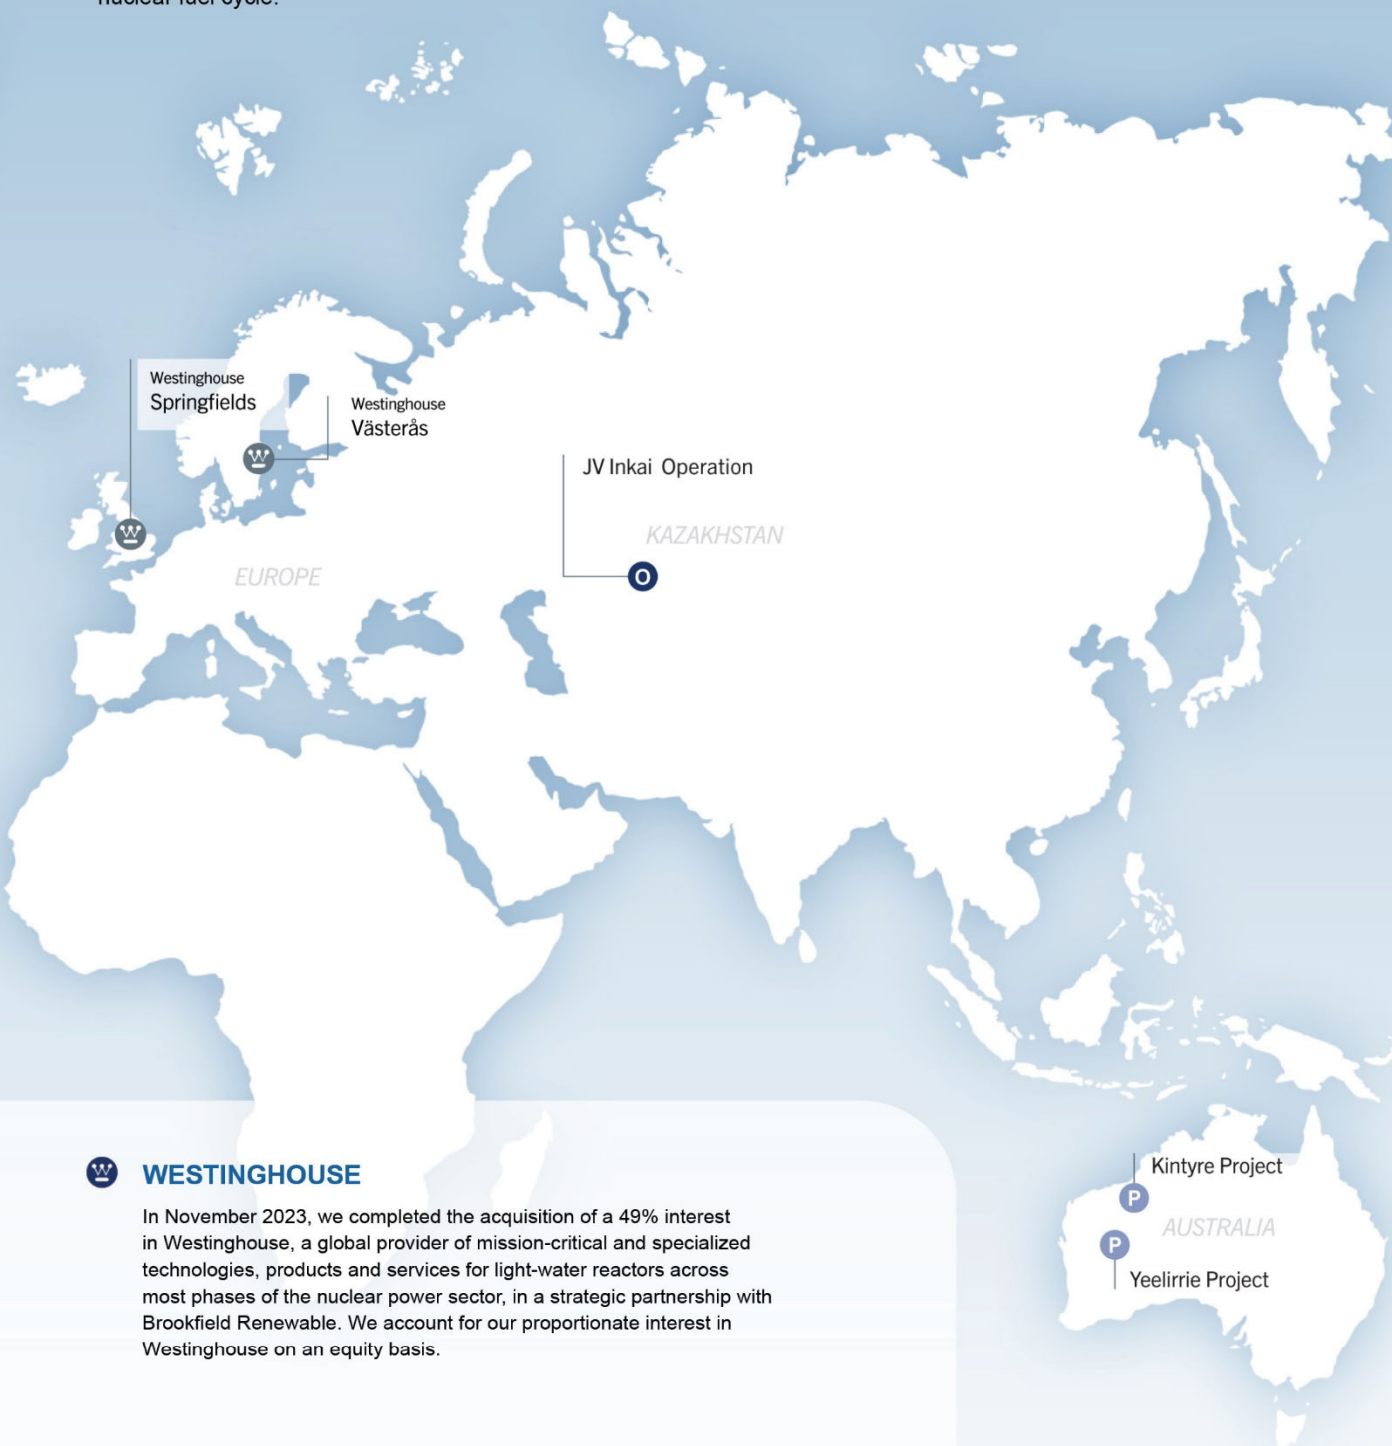 nuclear fuel cycle.
Westinghouse
Springfields
Westinghouse
Västerås
JV Inkai Operation
KAZAKHSTAN
O
EUROPE
W
W
Kintyre Project
P
AUSTRALIA
P
Yeelirrie Project
W WESTINGHOUSE
In November 2023, we completed the acquisition of a 49% interest
in Westinghouse, a global provider of mission-critical and specialized
technologies, products and services for light-water reactors across
most phases of the nuclear power sector, in a strategic partnership with
Brookfield Renewable. We account for our proportionate interest in
Westinghouse on an equity basis.